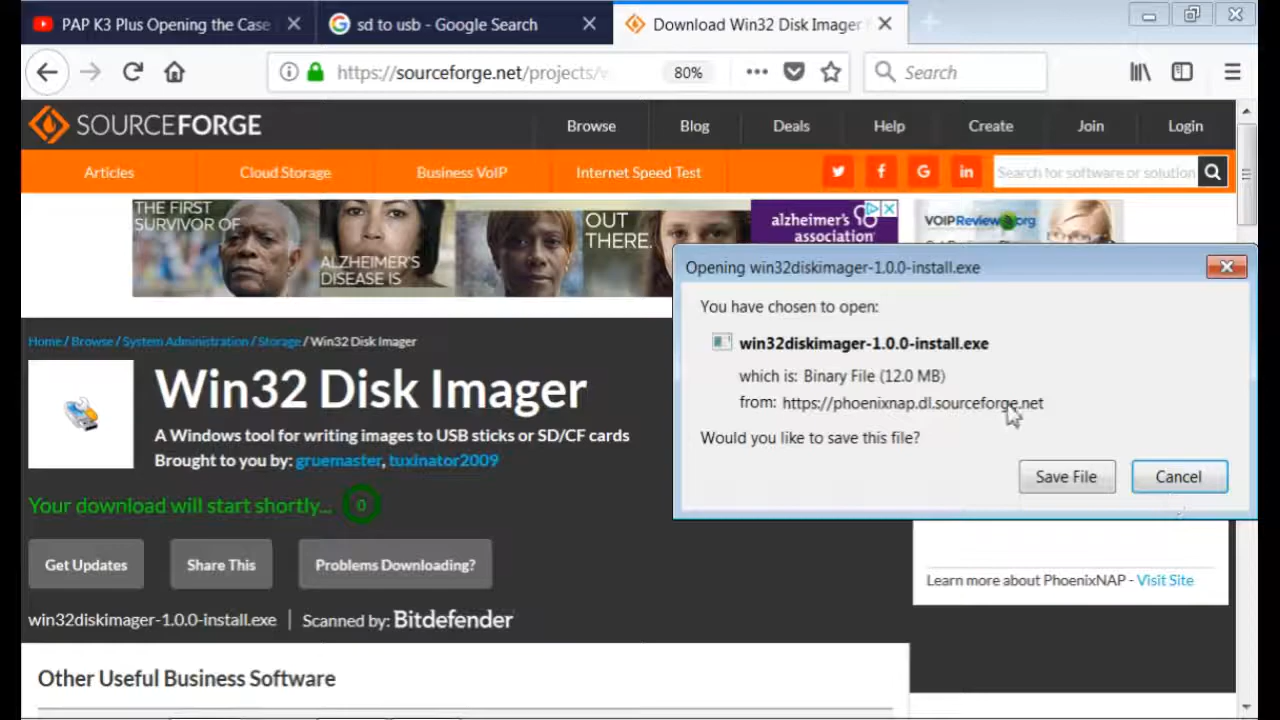 PAP K3 Plus Opening the Case
sd to usb - Google Search
Download Win32 Disk Imager
https://sourceforge.net/projects/
80%
Search
SOURCEFORGE
Browse
Blog
Deals
Help
Create
Join
Login
Articles
Cloud Storage
Business VoIP
Internet Speed Test
Search for software or solution
THE FIRST
SURVIVOR OF
ALZHEIMER'S
DISEASE IS
OUT
THERE.
alzheimer's
association
VOIPReview.org
Opening win32diskimager-1.0.0-install.exe
You have chosen to open:
win32diskimager-1.0.0-install.exe
which is: Binary File (12.0 MB)
from: https://phoenixnap.dl.sourceforge.net
Would you like to save this file?
Save File
Cancel
Home / Browse / System Administration / Storage / Win32 Disk Imager
Win32 Disk Imager
A Windows tool for writing images to USB sticks or SD/CF cards
Brought to you by: gruemaster, tuxinator2009
Your download will start shortly... 0
Get Updates
Share This
Problems Downloading?
Learn more about PhoenixNAP - Visit Site
win32diskimager-1.0.0-install.exe | Scanned by: Bitdefender
Other Useful Business Software